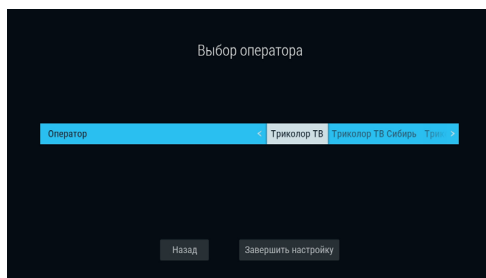 Выбор оператора
Оператор < Триколор ТВ Триколор ТВ Сибирь >
Назад Завершить настройку